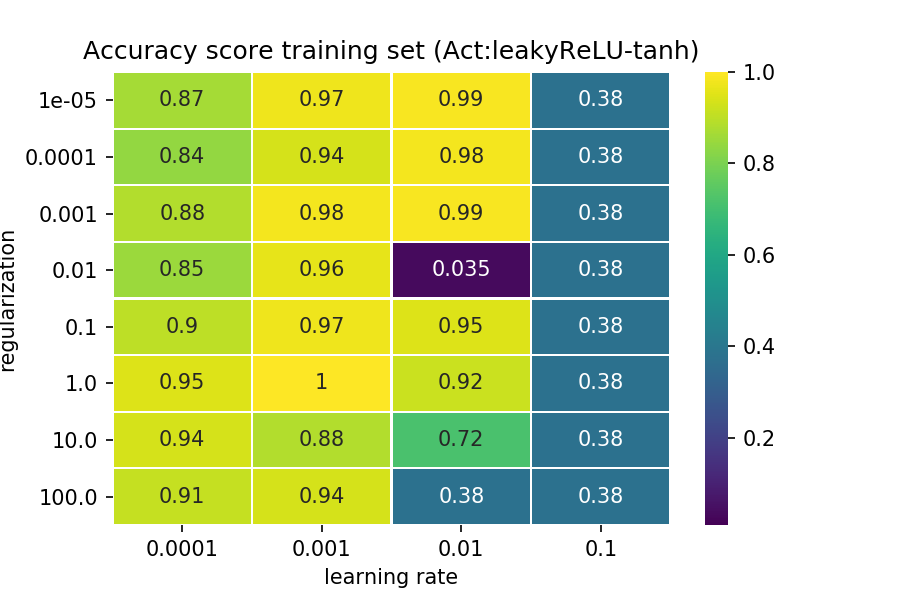 Accuracy score training set (Act:leakyReLU-tanh)
1e-05 0.87 0.97 0.99 0.38
0.0001 0.84 0.94 0.98 0.38
0.001 0.88 0.98 0.99 0.38
0.01 0.85 0.96 0.035 0.38
0.1 0.9 0.97 0.95 0.38
1.0 0.95 1 0.92 0.38
10.0 0.94 0.88 0.72 0.38
100.0 0.91 0.94 0.38 0.38
0.0001 0.001 0.01 0.1
learning rate
regularization
1.0
0.8
0.6
0.4
0.2